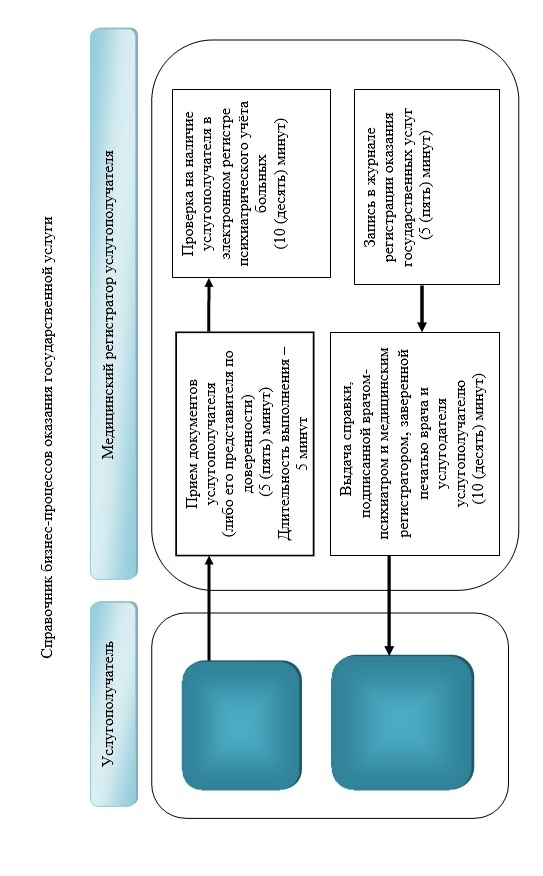 Справочник бизнес-процессов оказания государственной услуги
Услугополучатель
Медицинский регистратор услугополучателя
Прием документов
услугополучателя
(либо его представителя по
доверенности)
(5 (пять) минут)
Длительность выполнения –
5 минут
Проверка на наличие
услугополучателя в
электронном регистре
психиатрического учёта
больных
(10 (десять) минут)
Запись в журнале
регистрации оказания
государственных услуг
(5 (пять) минут)
Выдача справки,
подписанной врачом-
психиатром и медицинским
регистратором, заверенной
печатью врача и
услугодателя
услугополучателю
(10 (десять) минут)